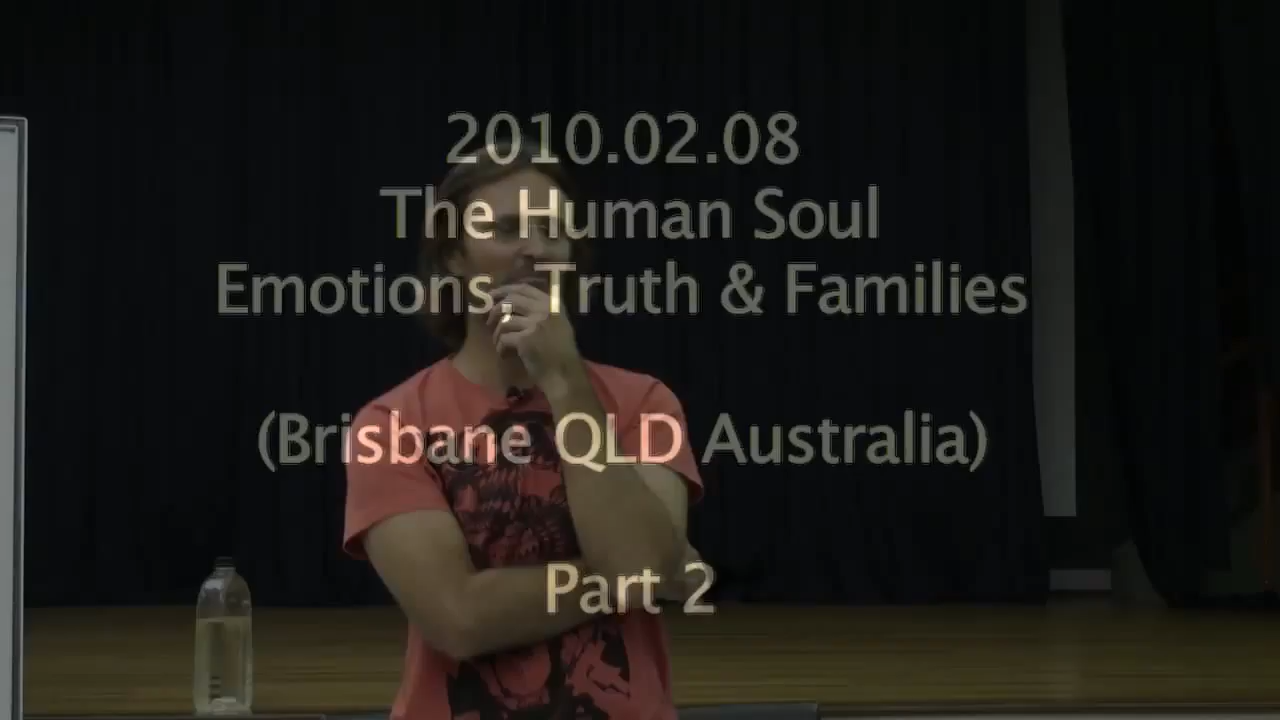 2010.02.08
The Human Soul
Emotions, Truth & Families
(Brisbane QLD Australia)
Part 2